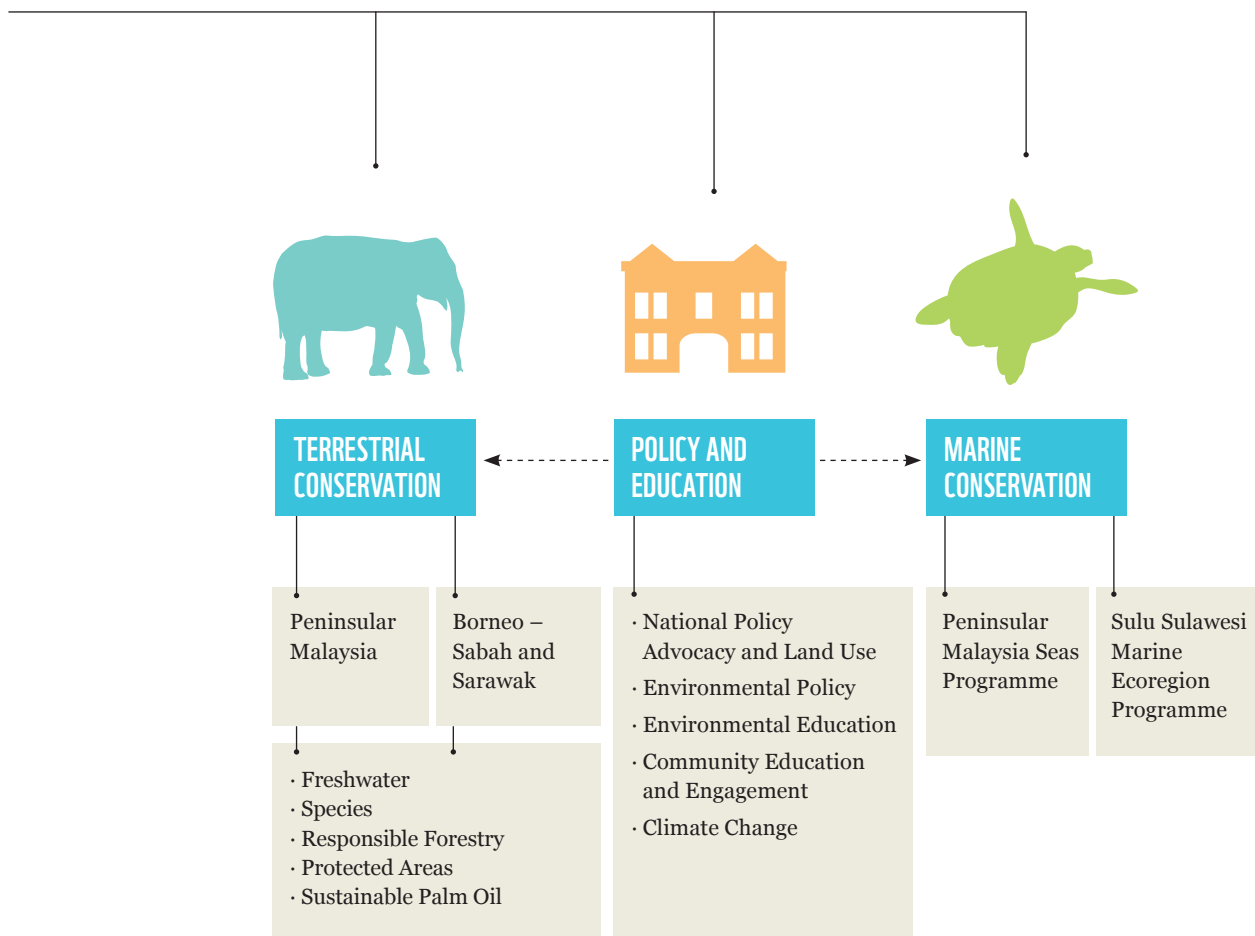 TERRESTRIAL
CONSERVATION
POLICY AND
EDUCATION
MARINE
CONSERVATION
Peninsular
Malaysia
Borneo –
Sabah and
Sarawak
· Freshwater
· Species
· Responsible Forestry
· Protected Areas
· Sustainable Palm Oil
· National Policy
Advocacy and Land Use
· Environmental Policy
· Environmental Education
· Community Education
and Engagement
· Climate Change
Peninsular
Malaysia Seas
Programme
Sulu Sulawesi
Marine
Ecoregion
Programme